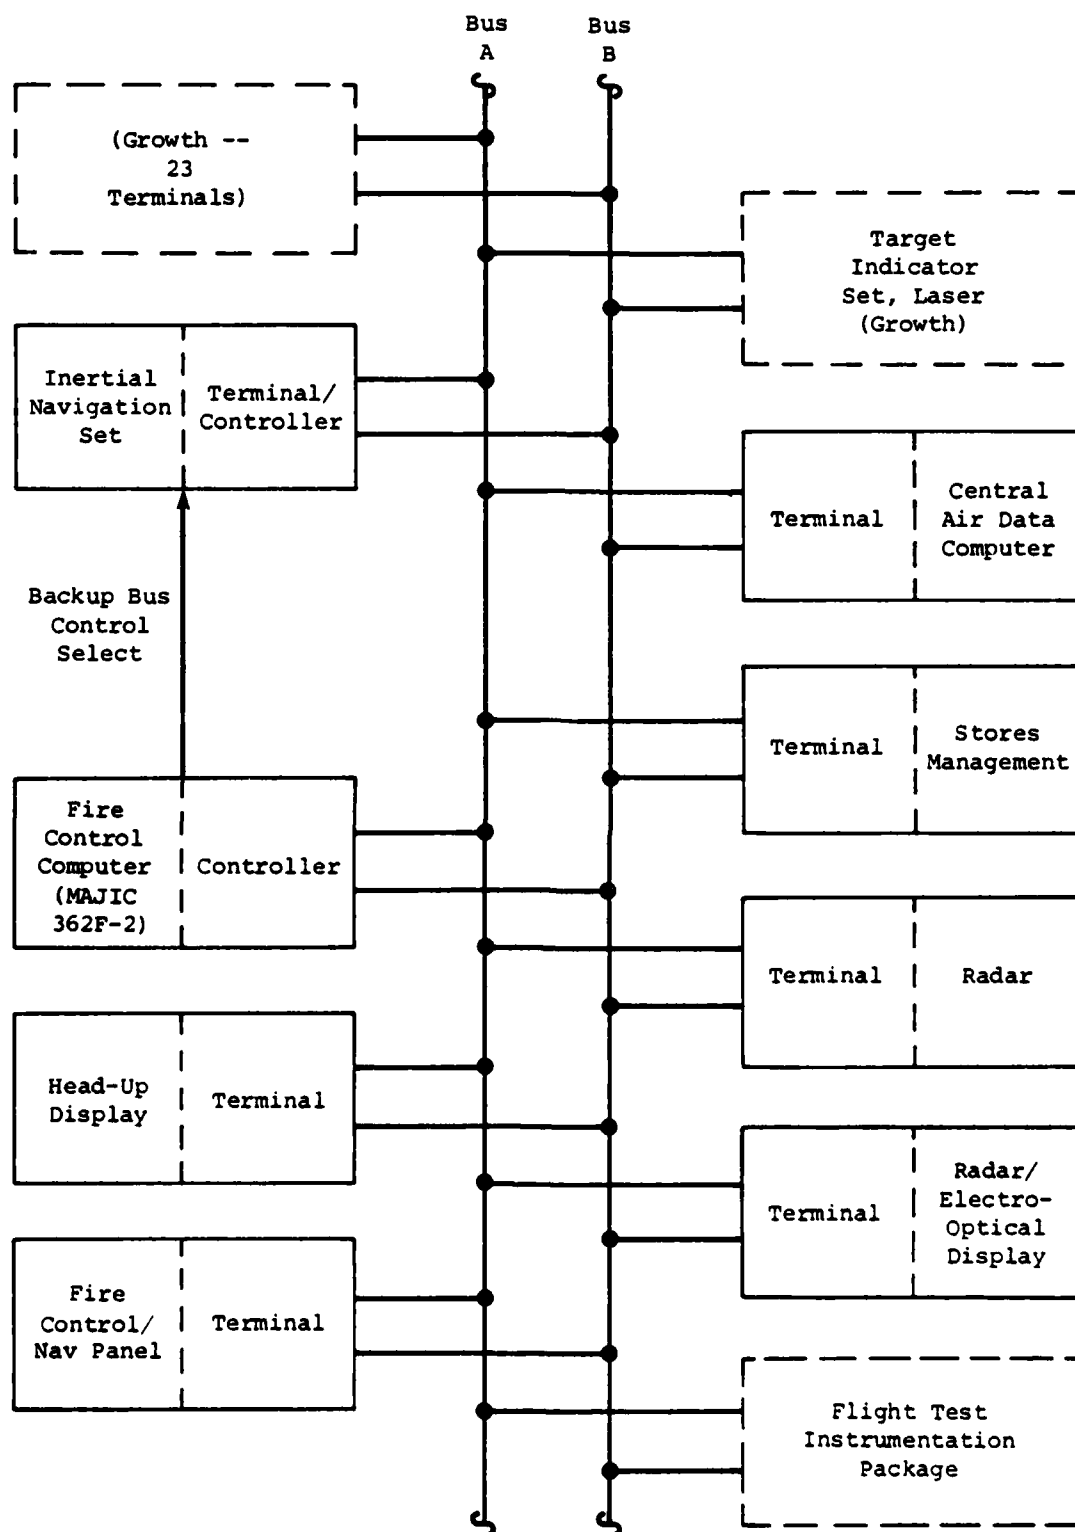 Bus
A
Bus
B
(Growth --
23
Terminals)
Target
Indicator
Set, Laser
(Growth)
Inertial
Navigation
Set
Terminal/
Controller
Terminal
Central
Air Data
Computer
Backup Bus
Control
Select
Terminal
Stores
Management
Fire
Control
Computer
(MAJIC
362F-2)
Controller
Terminal
Radar
Head-Up
Display
Terminal
Terminal
Radar/
Electro-
Optical
Display
Fire
Control/
Nav Panel
Terminal
Flight Test
Instrumentation
Package